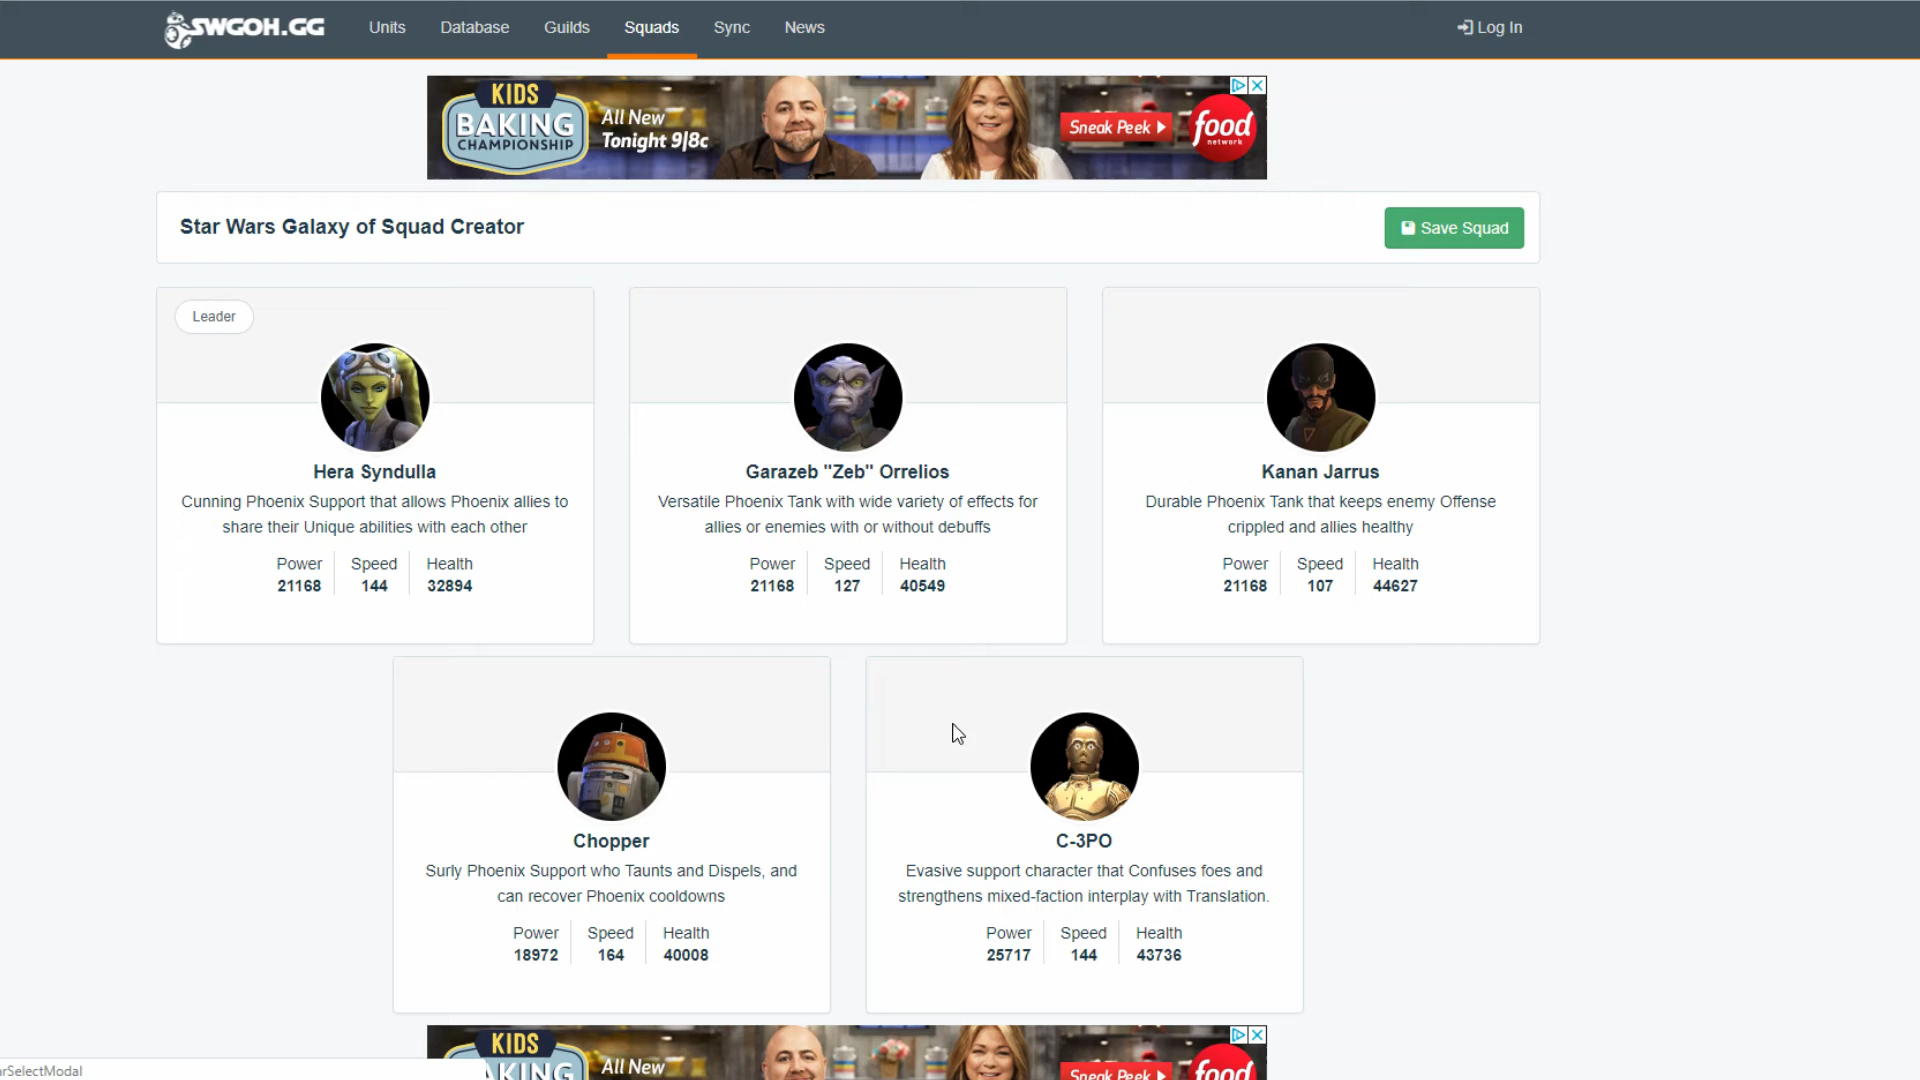 SWGOH.GG
Units
Database
Guilds
Squads
Sync
News
Log In
KIDS
BAKING
CHAMPIONSHIP
All New
Tonight 9|8c
Sneak Peek
food
network
Star Wars Galaxy of Squad Creator
Save Squad
Leader
Hera Syndulla
Cunning Phoenix Support that allows Phoenix allies to
share their Unique abilities with each other
Power Speed Health
21168 144 32894
Garazeb "Zeb" Orrelios
Versatile Phoenix Tank with wide variety of effects for
allies or enemies with or without debuffs
Power Speed Health
21168 127 40549
Kanan Jarrus
Durable Phoenix Tank that keeps enemy Offense
crippled and allies healthy
Power Speed Health
21168 107 44627
Chopper
Surly Phoenix Support who Taunts and Dispels, and
can recover Phoenix cooldowns
Power Speed Health
18972 164 40008
C-3PO
Evasive support character that Confuses foes and
strengthens mixed-faction interplay with Translation.
Power Speed Health
25717 144 43736
KIDS
AKING
All New
Sneak Peek
food
rSelectModal